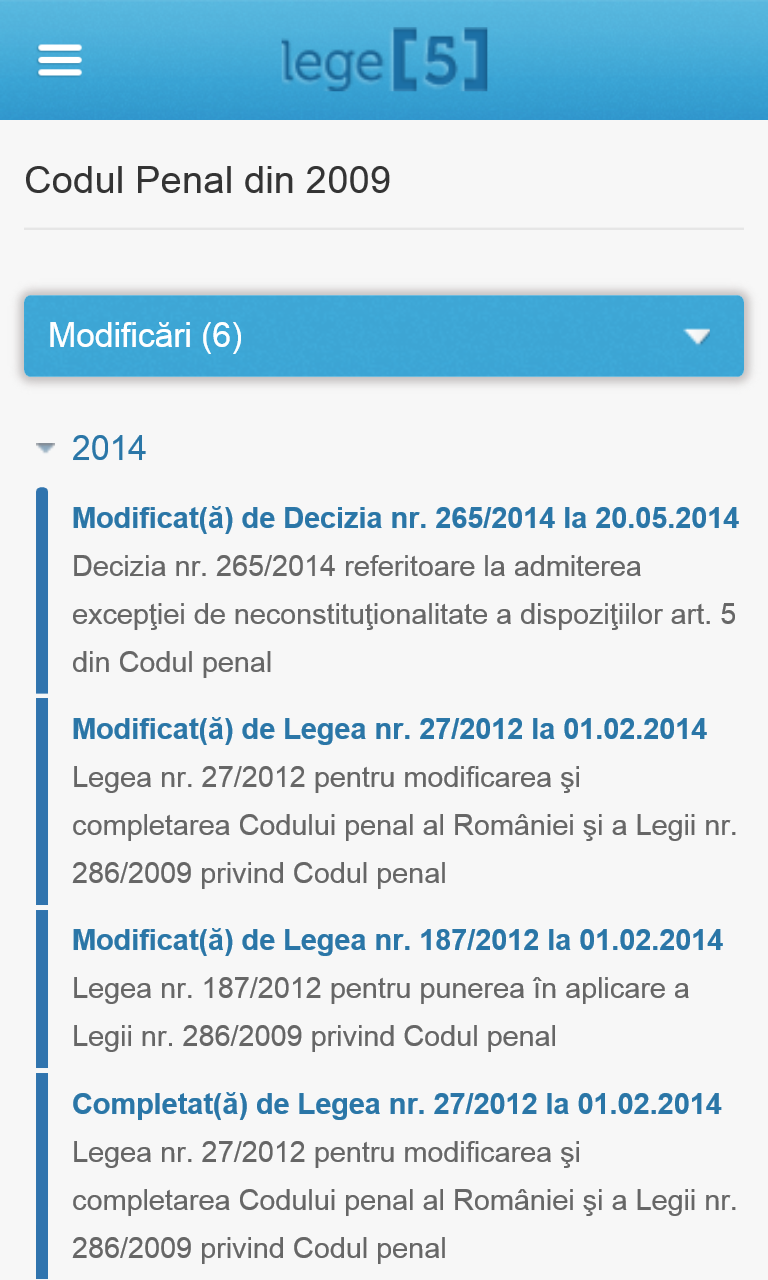 lege[5]
Codul Penal din 2009
Modificări (6)
2014
Modificat(ă) de Decizia nr. 265/2014 la 20.05.2014
Decizia nr. 265/2014 referitoare la admiterea
excepţiei de neconstituţionalitate a dispoziţiilor art. 5
din Codul penal
Modificat(ă) de Legea nr. 27/2012 la 01.02.2014
Legea nr. 27/2012 pentru modificarea şi
completarea Codului penal al României şi a Legii nr.
286/2009 privind Codul penal
Modificat(ă) de Legea nr. 187/2012 la 01.02.2014
Legea nr. 187/2012 pentru punerea în aplicare a
Legii nr. 286/2009 privind Codul penal
Completat(ă) de Legea nr. 27/2012 la 01.02.2014
Legea nr. 27/2012 pentru modificarea şi
completarea Codului penal al României şi a Legii nr.
286/2009 privind Codul penal